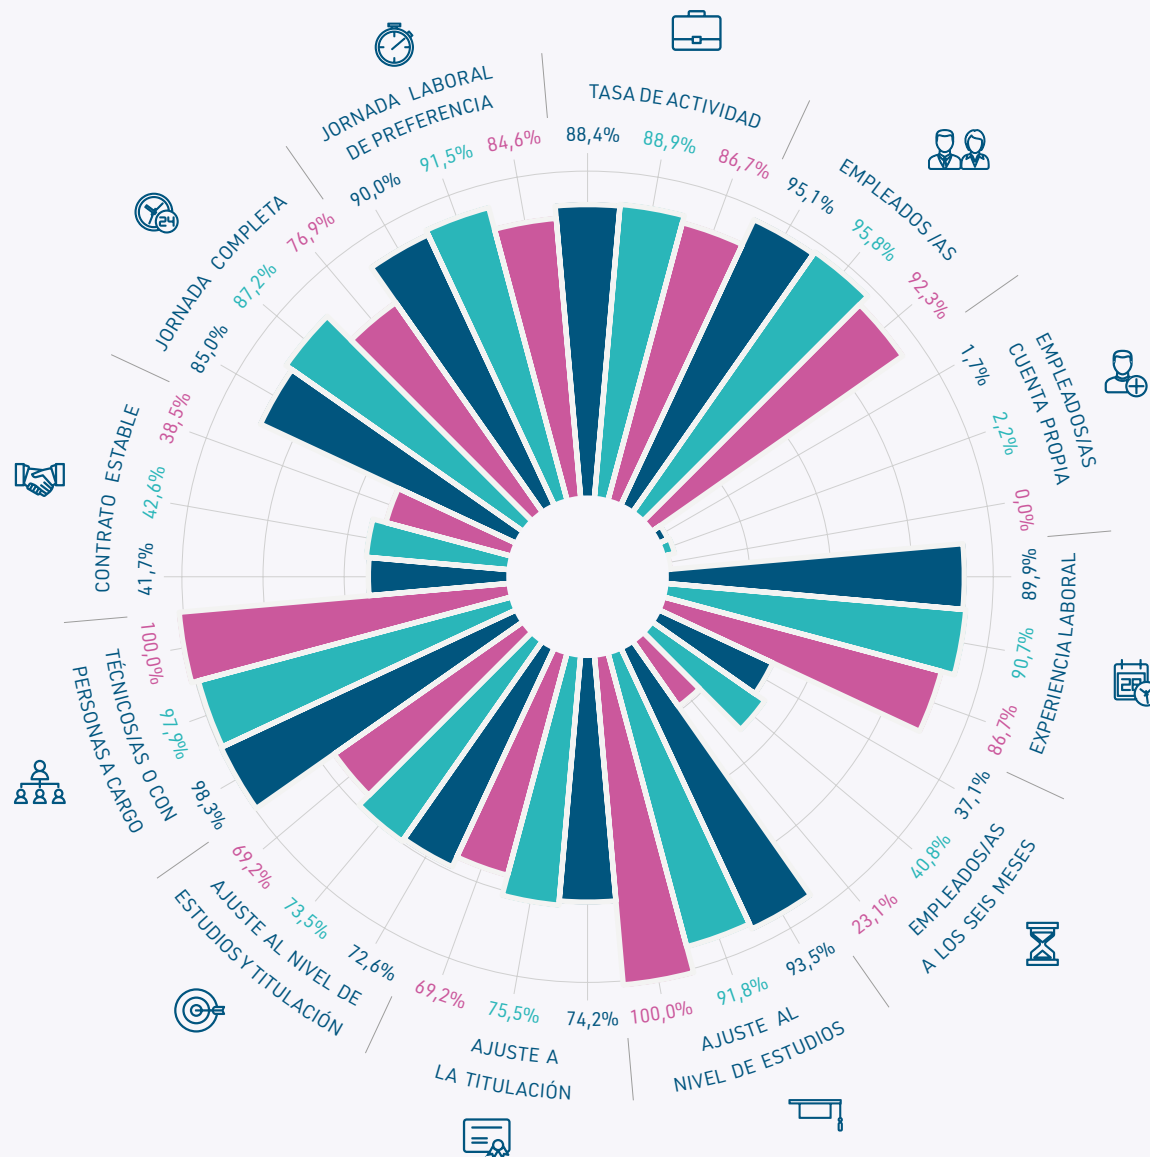 TASA DE ACTIVIDAD
88,4%
88,9%
86,7%
EMPLEADOS/AS
95,1%
95,8%
92,3%
EMPLEADOS/AS
CUENTA PROPIA
1,7%
2,2%
0,0%
EXPERIENCIA LABORAL
89,9%
90,7%
86,7%
EMPLEADOS/AS
A LOS SEIS MESES
37,1%
40,8%
23,1%
AJUSTE AL
NIVEL DE ESTUDIOS
93,5%
91,8%
100,0%
AJUSTE A
LA TITULACIÓN
74,2%
75,5%
69,2%
AJUSTE AL NIVEL DE
ESTUDIOS Y TITULACIÓN
72,6%
73,5%
69,2%
TÉCNICOS/AS O CON
PERSONAS A CARGO
98,3%
97,9%
100,0%
CONTRATO ESTABLE
41,7%
42,6%
38,5%
JORNADA COMPLETA
85,0%
87,2%
76,9%
24
JORNADA LABORAL
DE PREFERENCIA
90,0%
91,5%
84,6%